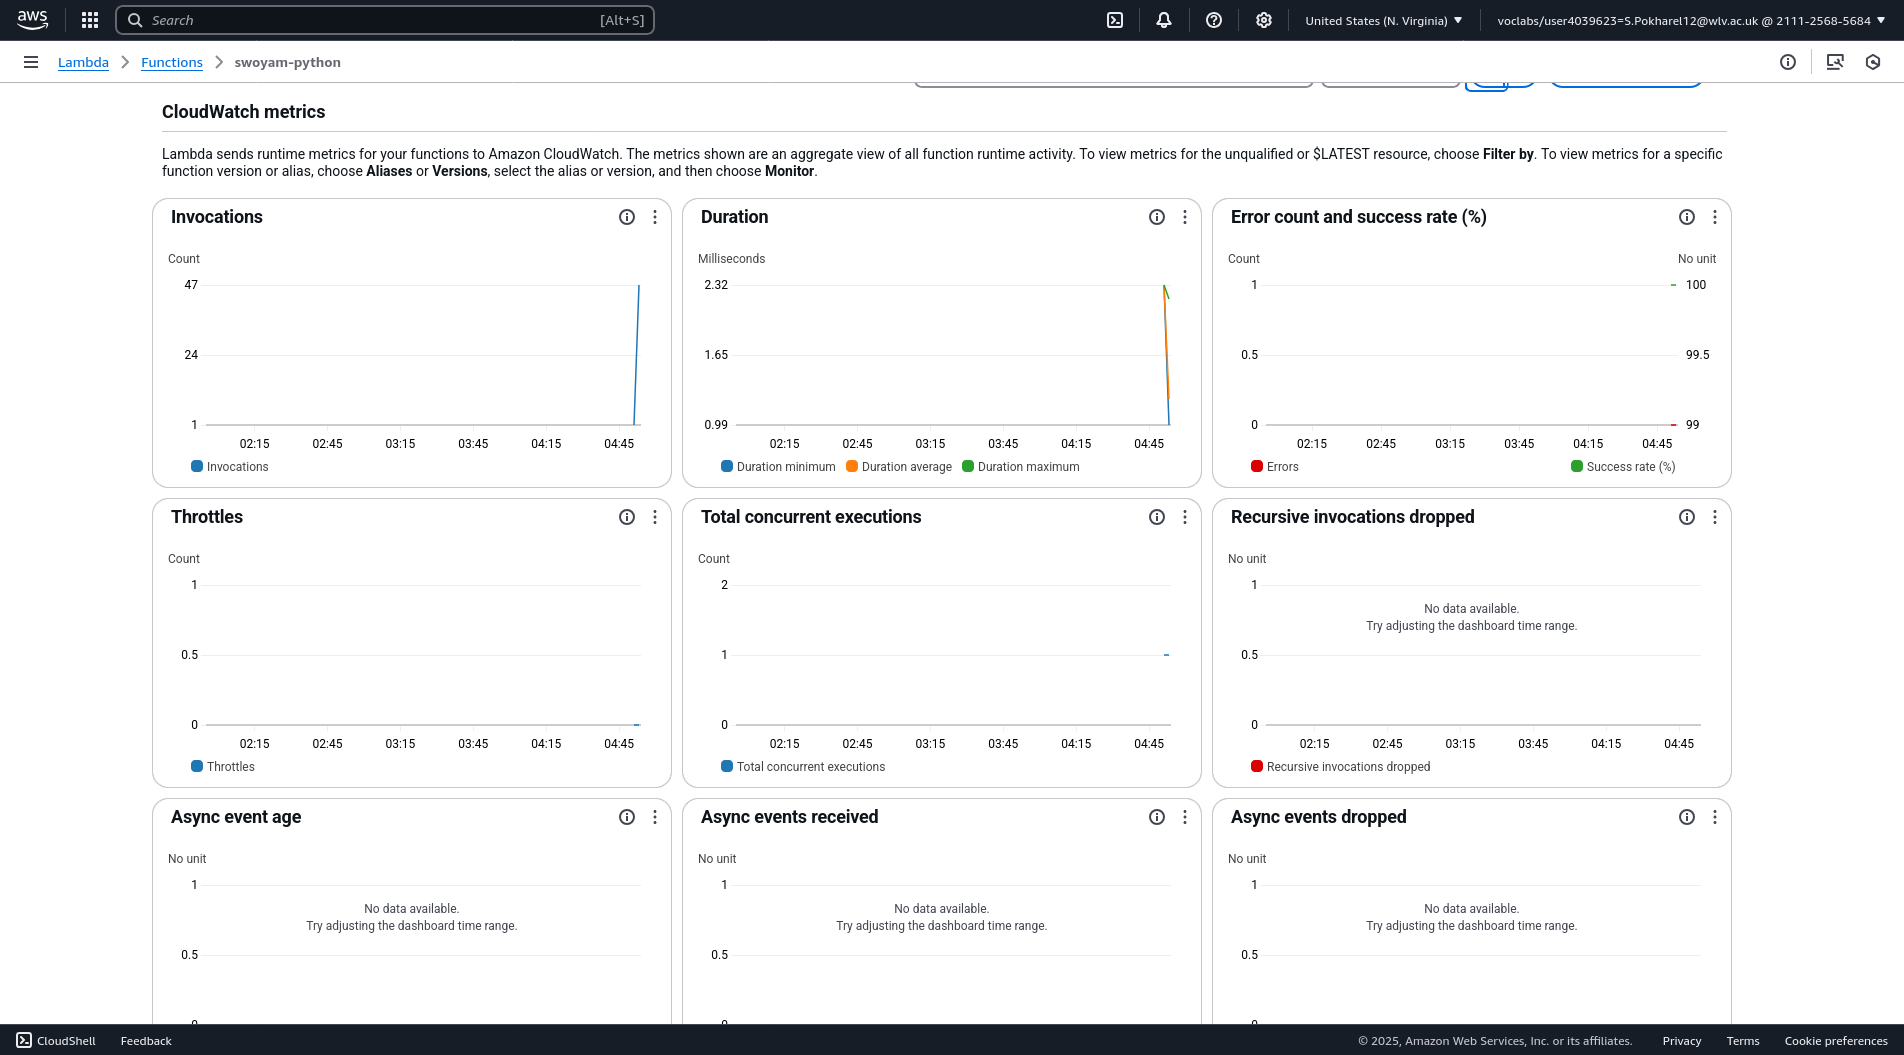 aws
Search [Alt+S]
United States (N. Virginia)
voclabs/user4039623=S.Pokharel12@wlv.ac.uk @ 2111-2568-5684
Lambda
Functions
swoyam-python
CloudWatch metrics
Lambda sends runtime metrics for your functions to Amazon CloudWatch. The metrics shown are an aggregate view of all function runtime activity. To view metrics for the unqualified or $LATEST resource, choose Filter by. To view metrics for a specific
function version or alias, choose Aliases or Versions, select the alias or version, and then choose Monitor.
Invocations
Count
47
24
1
02:15 02:45 03:15 03:45 04:15 04:45
Invocations
Duration
Milliseconds
2.32
1.65
0.99
02:15 02:45 03:15 03:45 04:15 04:45
Duration minimum Duration average Duration maximum
Error count and success rate (%)
Count No unit
1 100
0.5 99.5
0 99
02:15 02:45 03:15 03:45 04:15 04:45
Errors Success rate (%)
Throttles
Count
1
0.5
0
02:15 02:45 03:15 03:45 04:15 04:45
Throttles
Total concurrent executions
Count
2
1
0
02:15 02:45 03:15 03:45 04:15 04:45
Total concurrent executions
Recursive invocations dropped
No unit
1
No data available.
Try adjusting the dashboard time range.
0.5
0
02:15 02:45 03:15 03:45 04:15 04:45
Recursive invocations dropped
Async event age
No unit
1
No data available.
Try adjusting the dashboard time range.
0.5
0
Async events received
No unit
1
No data available.
Try adjusting the dashboard time range.
0.5
0
Async events dropped
No unit
1
No data available.
Try adjusting the dashboard time range.
0.5
0
CloudShell Feedback © 2025, Amazon Web Services, Inc. or its affiliates. Privacy Terms Cookie preferences